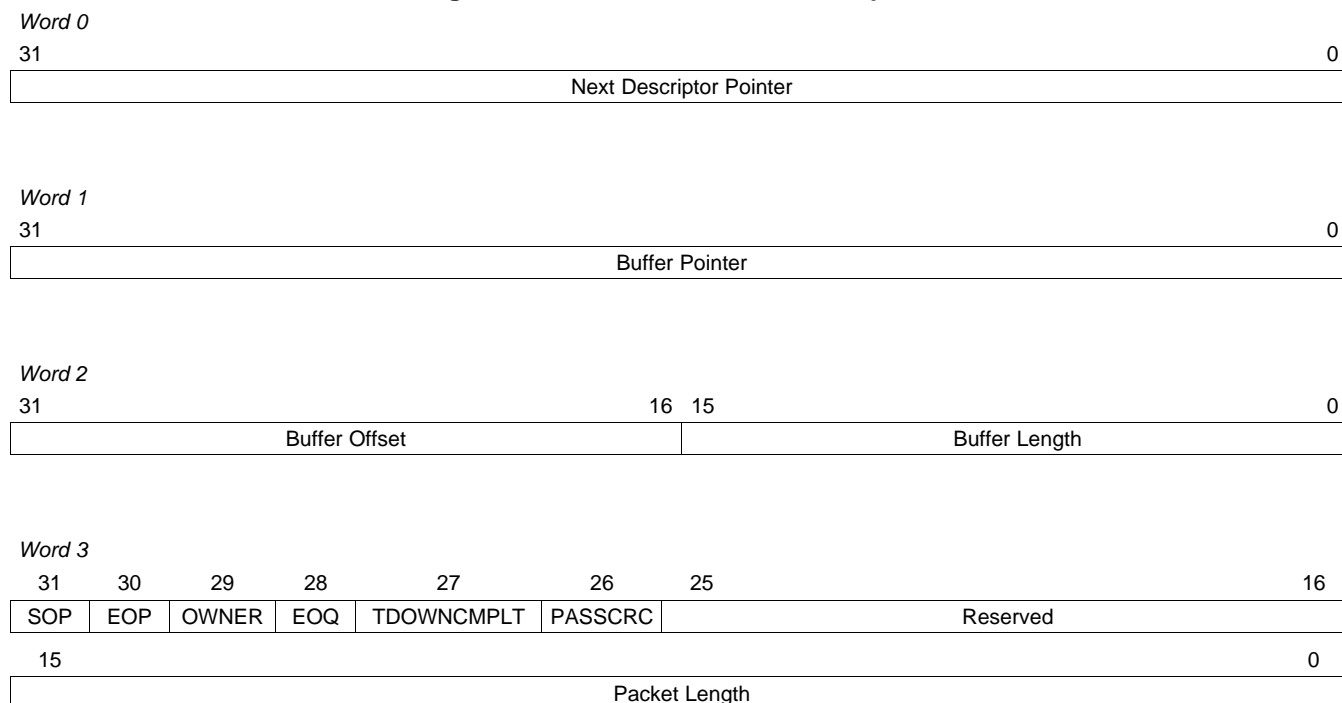 Word 0
31 0
Next Descriptor Pointer
Word 1
31 0
Buffer Pointer
Word 2
31 16 15 0
Buffer Offset Buffer Length
Word 3
31 30 29 28 27 26 25 16
SOP EOP OWNER EOQ TDOWNCMPLT PASSCRC Reserved
15 0
Packet Length